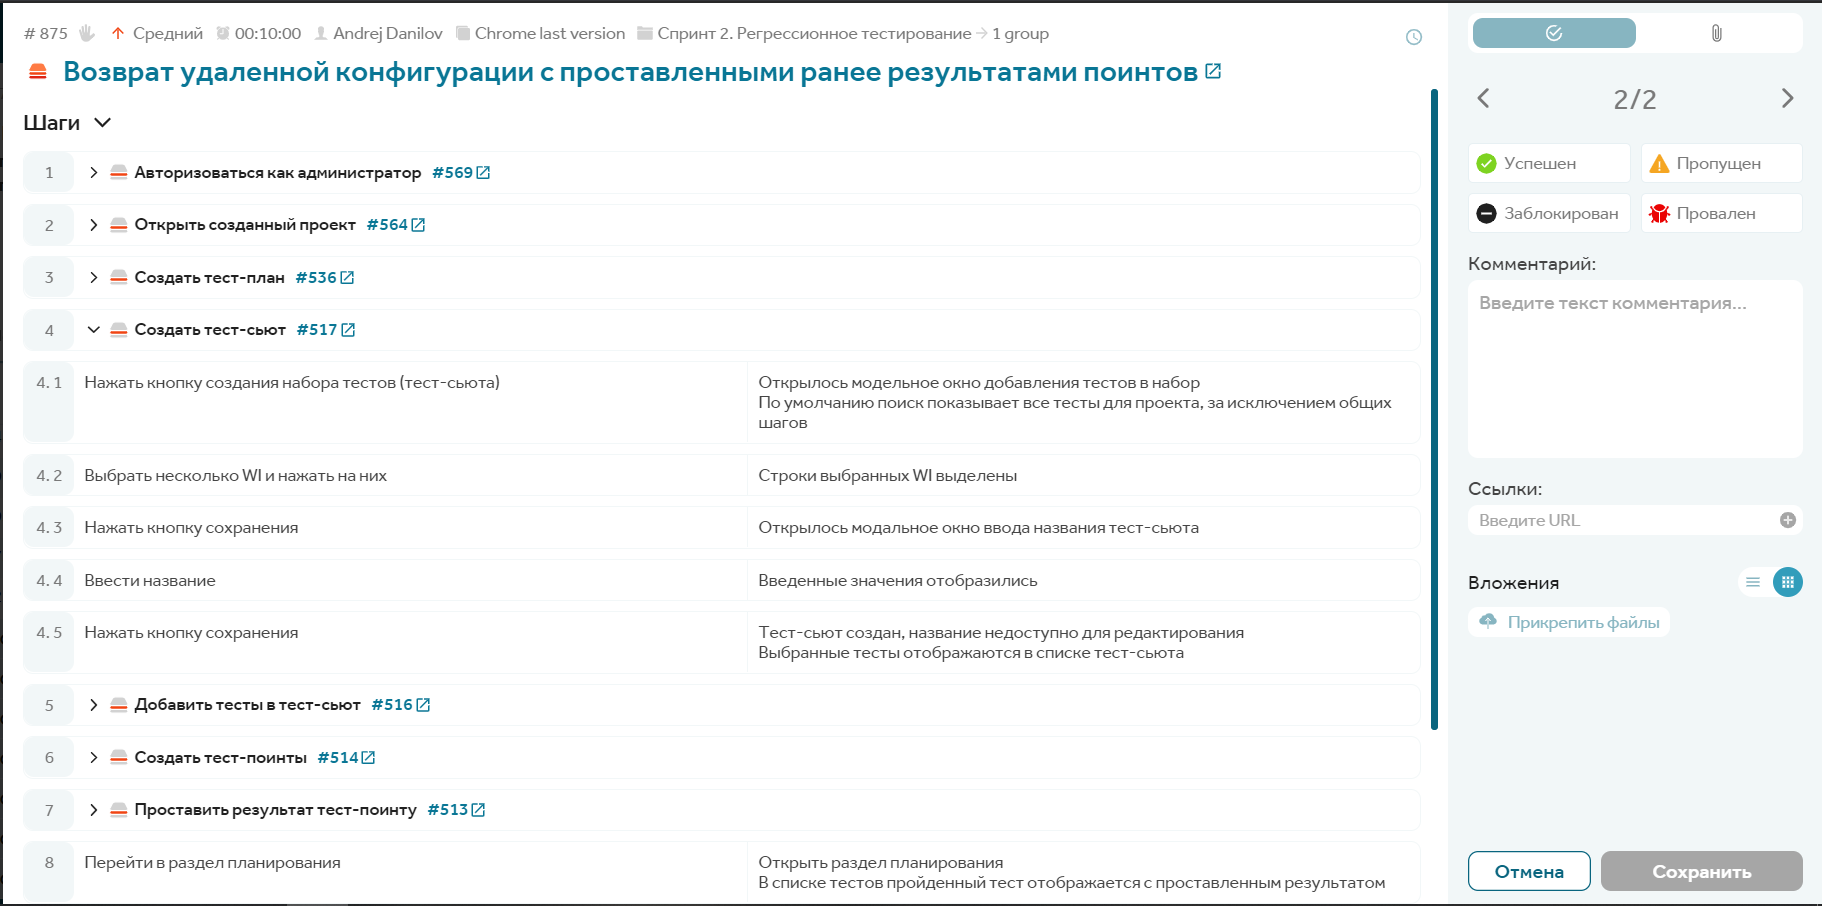 # 875 Средний 00:10:00 Andrej Danilov Chrome last version Спринт 2. Регрессионное тестирование 1 group
Возврат удаленной конфигурации с проставленными ранее результатами поинтов
Шаги
1 Авторизоваться как администратор #569
2 Открыть созданный проект #564
3 Создать тест-план #536
4 Создать тест-сьют #517
4. 1 Нажать кнопку создания набора тестов (тест-сьюта)
Открылось модельное окно добавления тестов в набор
По умолчанию поиск показывает все тесты для проекта, за исключением общих
шагов
4. 2 Выбрать несколько WI и нажать на них
Строки выбранных WI выделены
4. 3 Нажать кнопку сохранения
Открылось модальное окно ввода названия тест-сьюта
4. 4 Ввести название
Введенные значения отобразились
4. 5 Нажать кнопку сохранения
Тест-сьют создан, название недоступно для редактирования
Выбранные тесты отображаются в списке тест-сьюта
5 Добавить тесты в тест-сьют #516
6 Создать тест-поинты #514
7 Проставить результат тест-поинту #513
8 Перейти в раздел планирования
Открыть раздел планирования
В списке тестов пройденный тест отображается с проставленным результатом
2/2
Успешен
Пропущен
Заблокирован
Провален
Комментарий:
Введите текст комментария...
Ссылки:
Введите URL
Вложения
Прикрепить файлы
Отмена
Сохранить